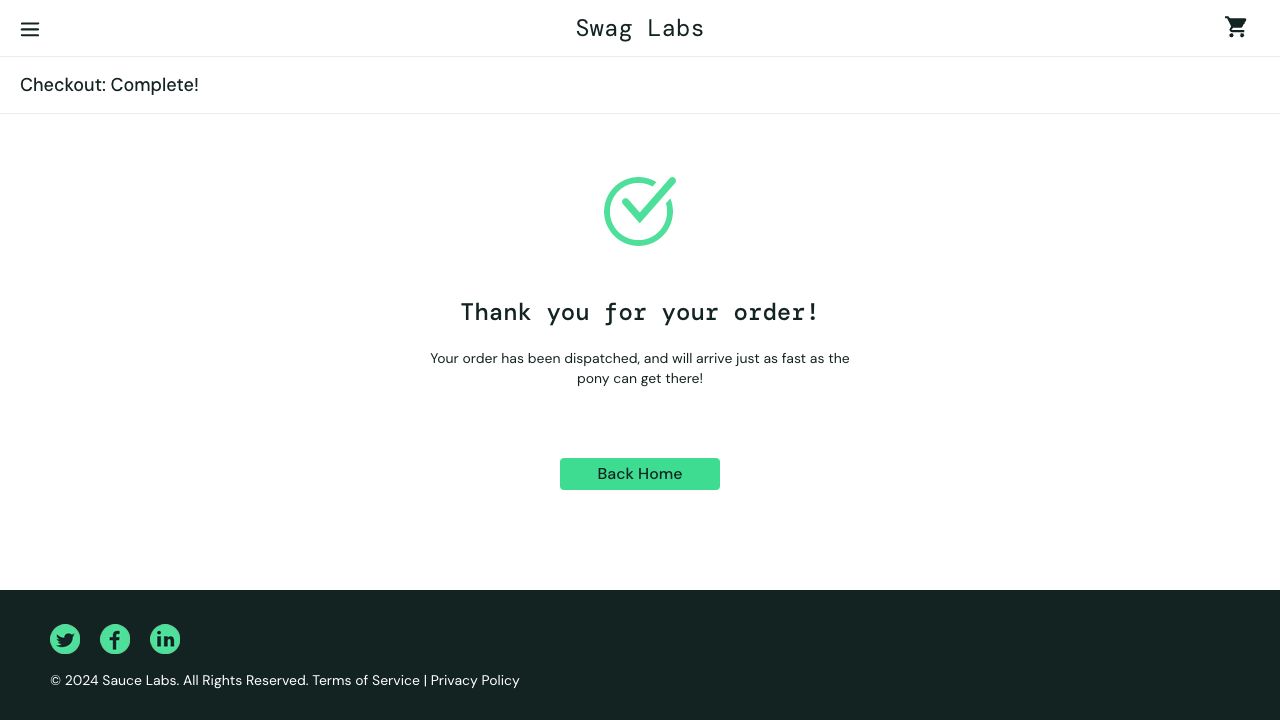 Swag Labs
Checkout: Complete!
Thank you for your order!
Your order has been dispatched, and will arrive just as fast as the
pony can get there!
Back Home
© 2024 Sauce Labs. All Rights Reserved. Terms of Service | Privacy Policy